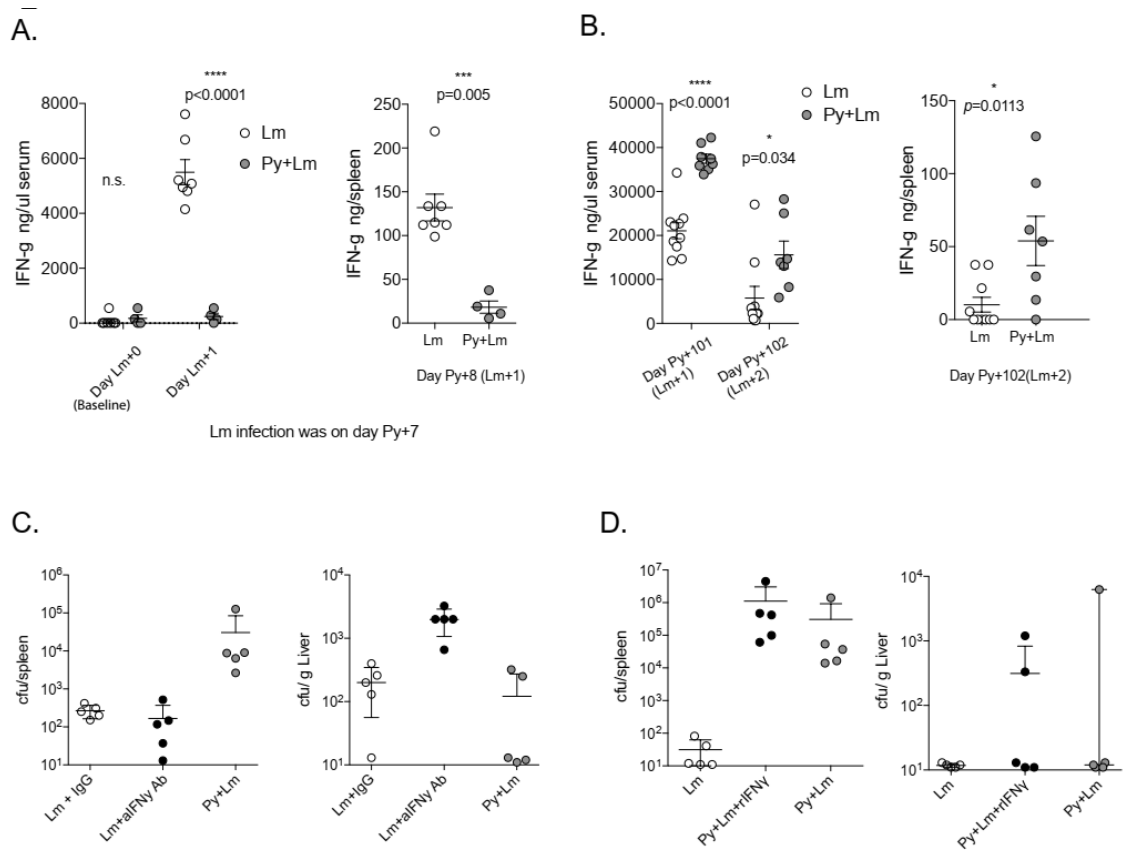 A.
B.
****
p<0.0001
n.s.
Lm
Py+Lm
8000
6000
4000
2000
0
IFN-g ng/ul serum
Day Lm+0
(Baseline)
Day Lm+1
***
p=0.005
250
200
150
100
50
0
IFN-g ng/spleen
Lm
Py+Lm
Day Py+8 (Lm+1)
Lm infection was on day Py+7
****
p<0.0001
*
p=0.034
Lm
Py+Lm
50000
40000
30000
20000
10000
0
IFN-g ng/ul serum
Day Py+101
(Lm+1)
Day Py+102
(Lm+2)
*
p=0.0113
150
100
50
0
IFN-g ng/spleen
Lm
Py+Lm
Day Py+102(Lm+2)
C.
D.
10⁶
10⁵
10⁴
10³
10²
10¹
cfu/spleen
Lm + IgG
Lm+aIFNy Ab
Py+Lm
10⁴
10³
10²
10¹
cfu/ g Liver
Lm+IgG
Lm+aIFNy Ab
Py+Lm
10⁷
10⁶
10⁵
10⁴
10³
10²
10¹
cfu/spleen
Lm
Py+Lm+rIFNγ
Py+Lm
10⁴
10³
10²
10¹
cfu/ g Liver
Lm
Py+Lm+rIFNγ
Py+Lm